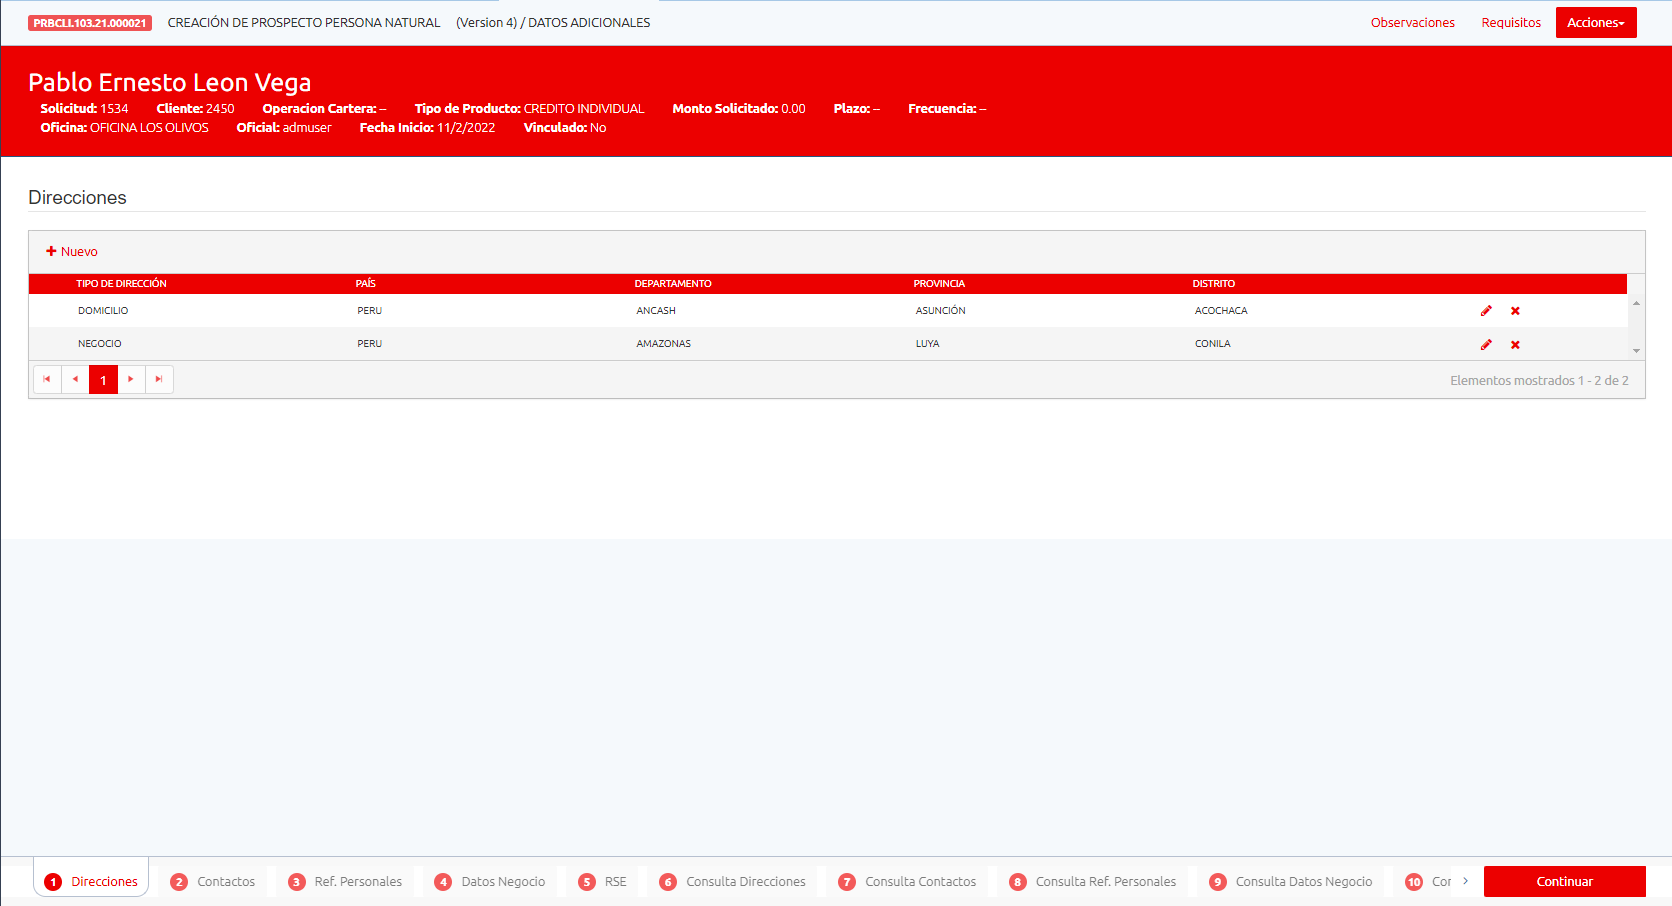 PRBCLI.103.21.000021 CREACIÓN DE PROSPECTO PERSONA NATURAL (Version 4) / DATOS ADICIONALES Observaciones Requisitos Acciones
Pablo Ernesto Leon Vega
Solicitud: 1534 Cliente: 2450 Operacion Cartera: -- Tipo de Producto: CREDITO INDIVIDUAL Monto Solicitado: 0.00 Plazo: -- Frecuencia: --
Oficina: OFICINA LOS OLIVOS Oficial: admuser Fecha Inicio: 11/2/2022 Vinculado: No
Direcciones
+ Nuevo
TIPO DE DIRECCIÓN PAÍS DEPARTAMENTO PROVINCIA DISTRITO
DOMICILIO PERU ANCASH ASUNCIÓN ACOCHACA
NEGOCIO PERU AMAZONAS LUYA CONILA
1 Elementos mostrados 1 - 2 de 2
1 Direcciones 2 Contactos 3 Ref. Personales 4 Datos Negocio 5 RSE 6 Consulta Direcciones 7 Consulta Contactos 8 Consulta Ref. Personales 9 Consulta Datos Negocio 10 Cor Continuar